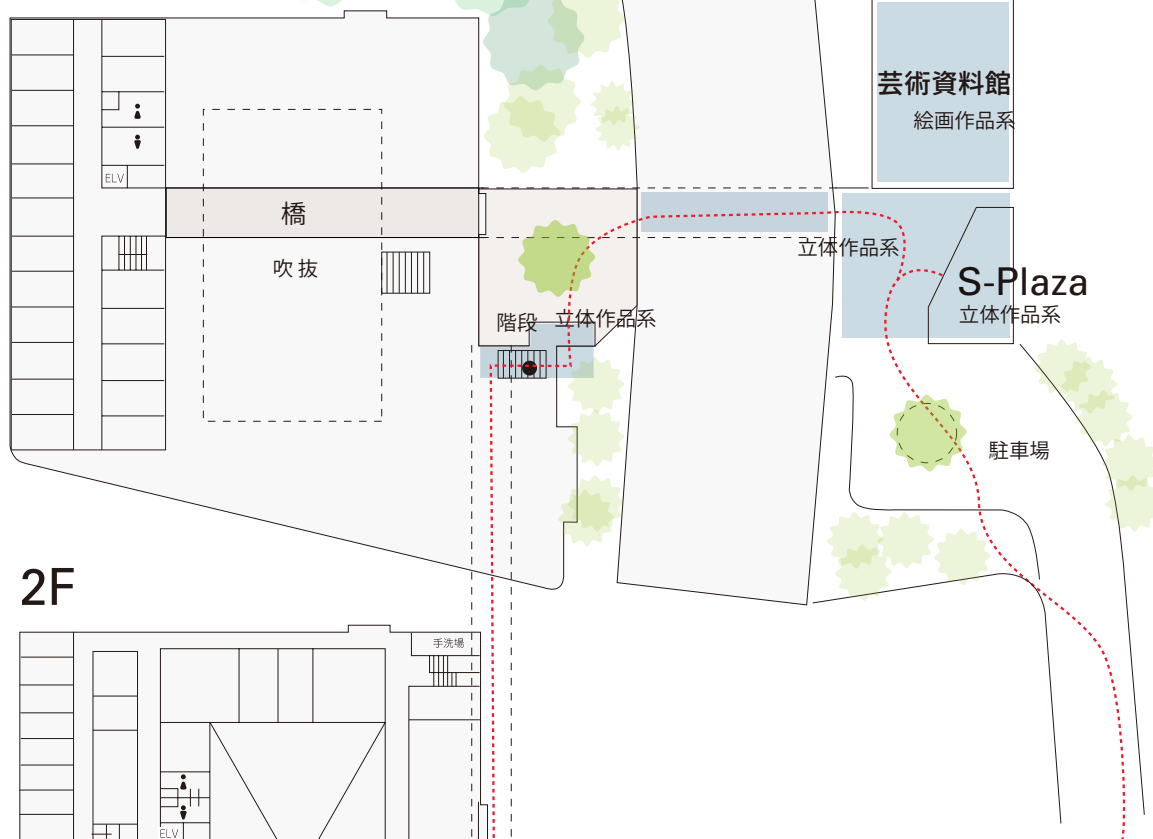 芸術資料館
絵画作品系
ELV
橋
立体作品系
吹 抜
S-Plaza
立体作品系
階段
立体作品系
駐車場
2F
手洗場
ELV